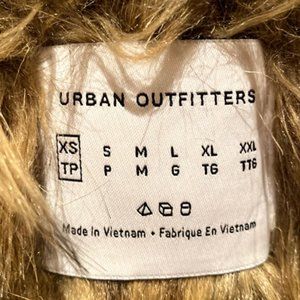 URBAN OUTFITTERS
XS S M L XL XXL
TP P M G TG TTG
Made In Vietnam • Fabrique En Vietnam